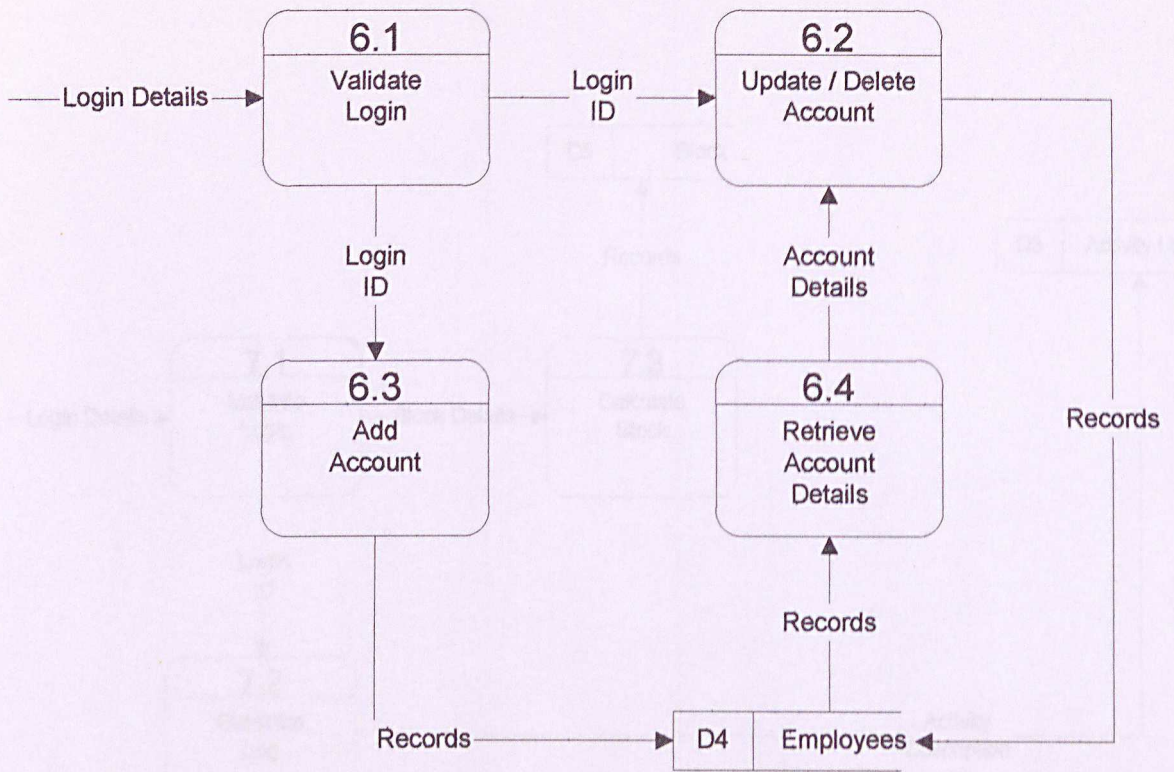 6.1
Validate
Login
Login Details
Login
ID
6.2
Update / Delete
Account
Login
ID
Account
Details
6.3
Add
Account
6.4
Retrieve
Account
Details
Records
Records
Records
D4
Employees